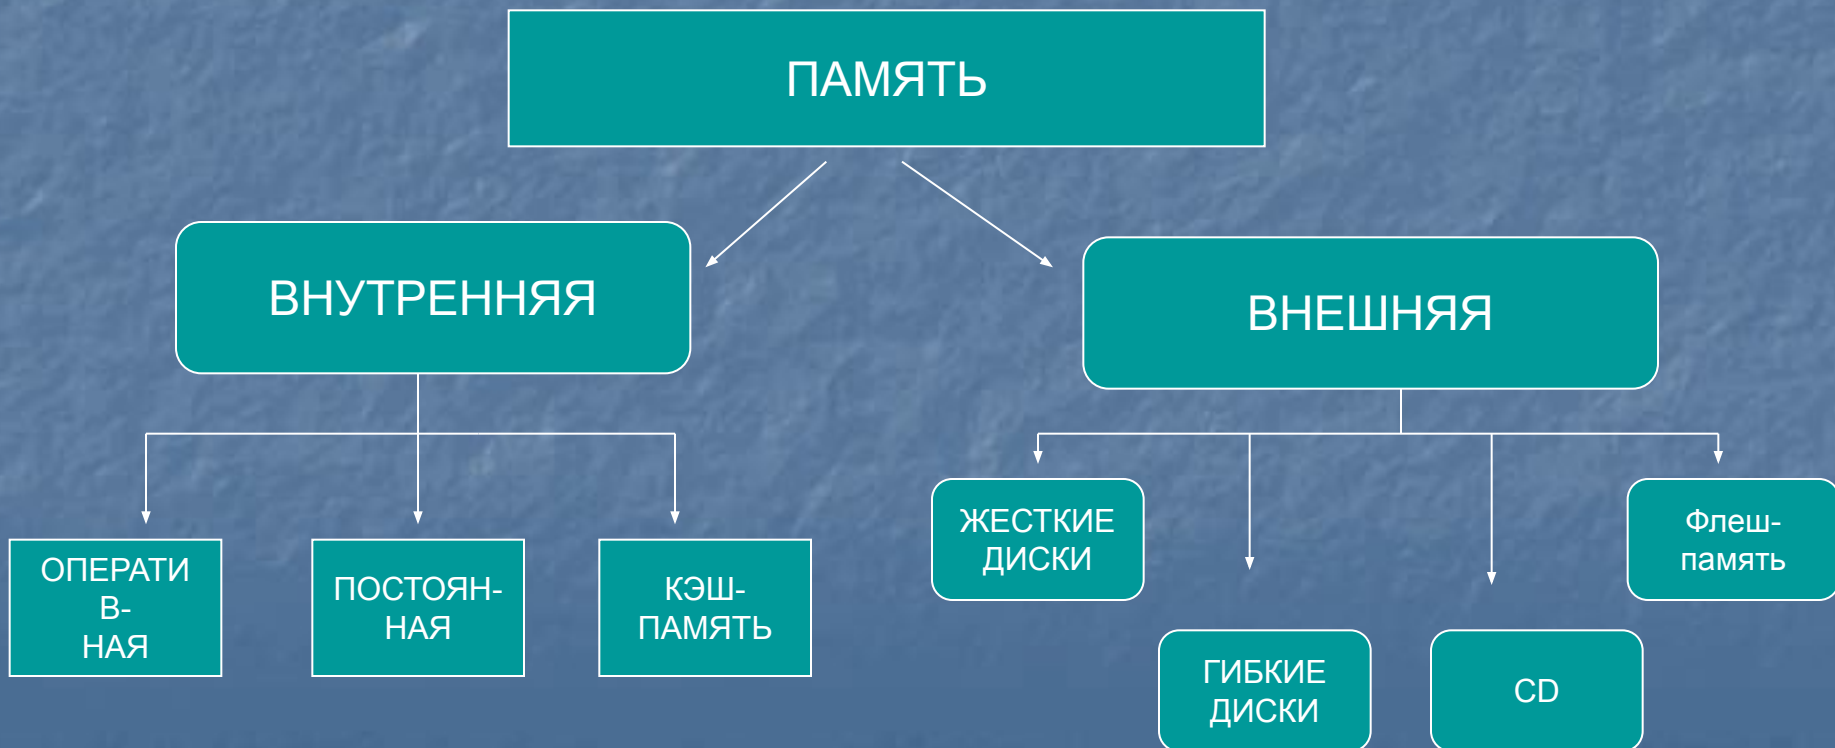 ПАМЯТЬ
ВНУТРЕННЯЯ
ВНЕШНЯЯ
ОПЕРАТИ
В-
НАЯ
ПОСТОЯН-
НАЯ
КЭШ-
ПАМЯТЬ
ЖЕСТКИЕ
ДИСКИ
ГИБКИЕ
ДИСКИ
CD
Флеш-
память